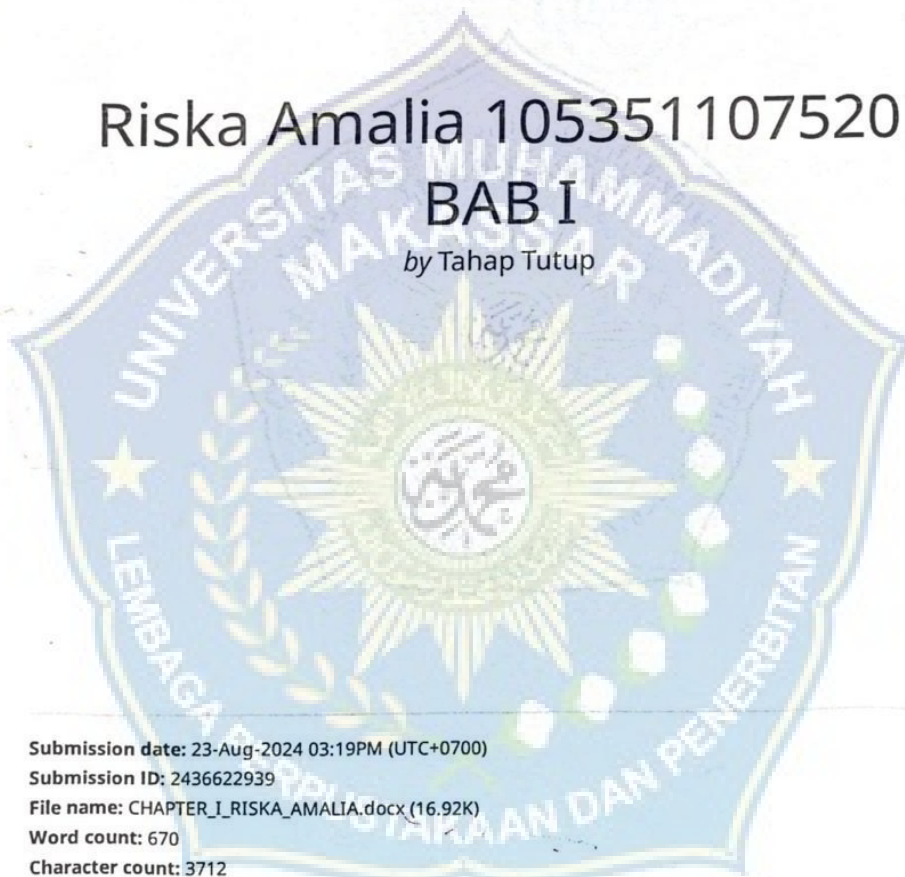 Riska Amalia 105351107520
BAB I
by Tahap Tutup
UNIVERSITAS MUHAMMADIYAH
MAKASSAR
محمد
LEMBAGA PERPUSTAKAAN DAN PENERBITAN
Submission date: 23-Aug-2024 03:19PM (UTC+0700)
Submission ID: 2436622939
File name: CHAPTER_I_RISKA_AMALIA.docx (16.92K)
Word count: 670
Character count: 3712